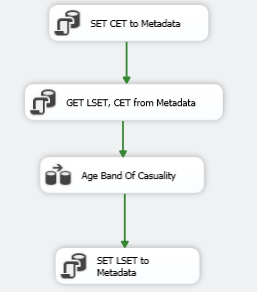 SET CET to Metadata
GET LSET, CET from Metadata
Age Band Of Casuality
SET LSET to
Metadata